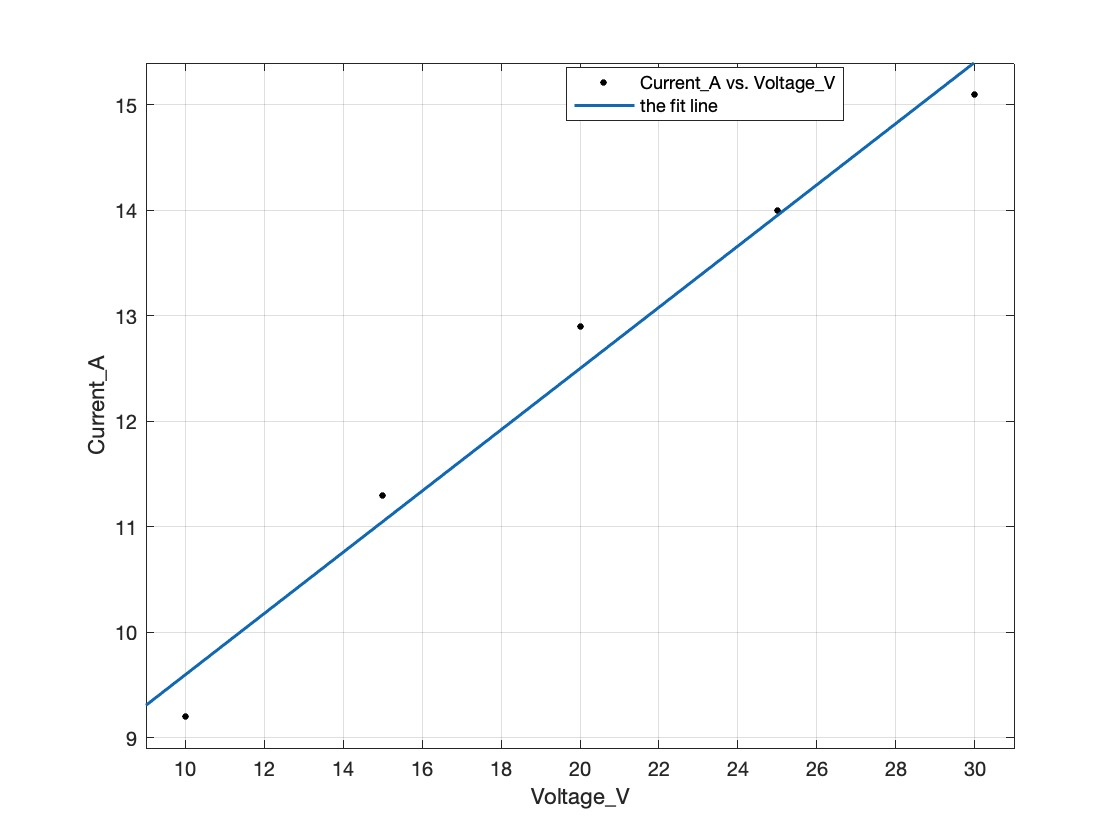 Current_A vs. Voltage_V
the fit line
15
14
13
12
11
10
9
Current_A
10 12 14 16 18 20 22 24 26 28 30
Voltage_V